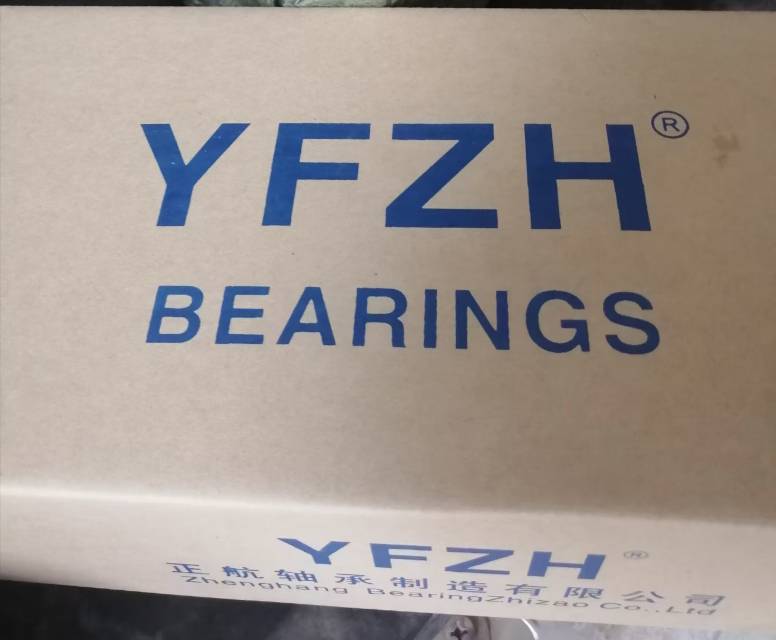 YFZH®
BEARINGS
YFZH®
正航轴承制造有限公司
Zhenghang BearingZhizao Co.,Ltd